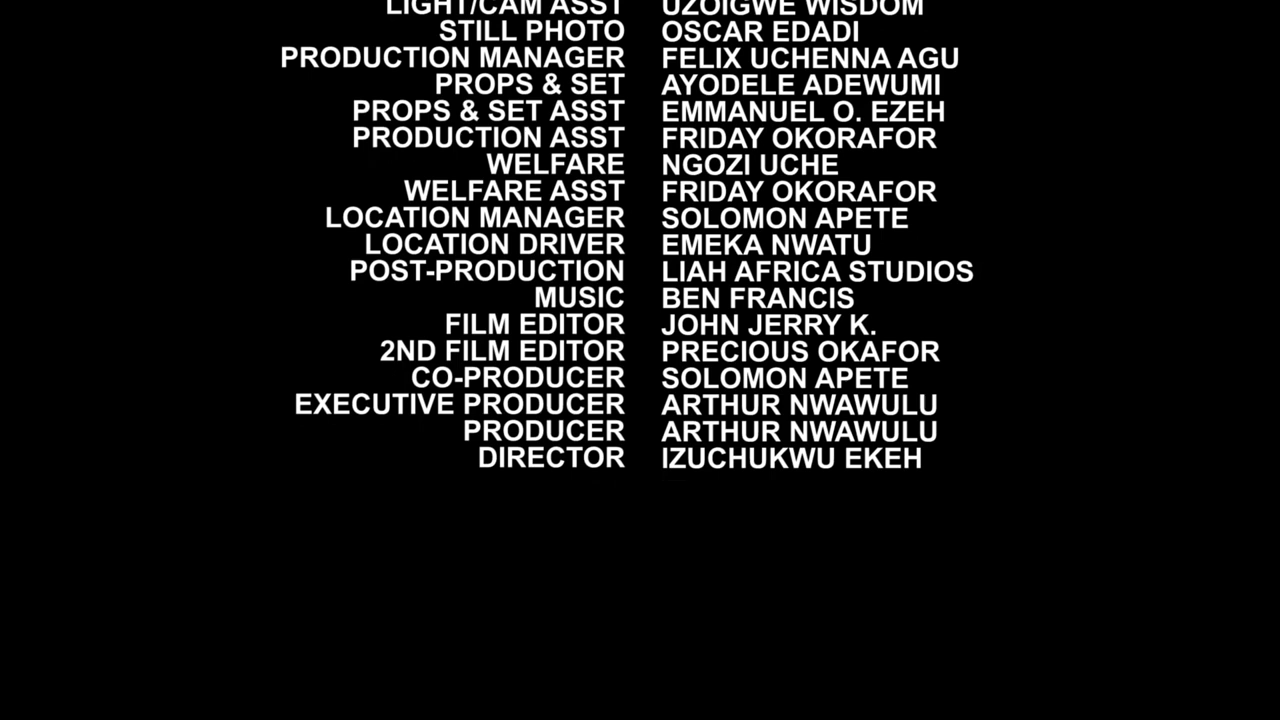 LIGHT/CAM ASST UZOIGWE WISDOM
STILL PHOTO OSCAR EDADI
PRODUCTION MANAGER FELIX UCHENNA AGU
PROPS & SET AYODELE ADEWUMI
PROPS & SET ASST EMMANUEL O. EZEH
PRODUCTION ASST FRIDAY OKORAFOR
WELFARE NGOZI UCHE
WELFARE ASST FRIDAY OKORAFOR
LOCATION MANAGER SOLOMON APETE
LOCATION DRIVER EMEKA NWATU
POST-PRODUCTION LIAH AFRICA STUDIOS
MUSIC BEN FRANCIS
FILM EDITOR JOHN JERRY K.
2ND FILM EDITOR PRECIOUS OKAFOR
CO-PRODUCER SOLOMON APETE
EXECUTIVE PRODUCER ARTHUR NWAWULU
PRODUCER ARTHUR NWAWULU
DIRECTOR IZUCHUKWU EKEH